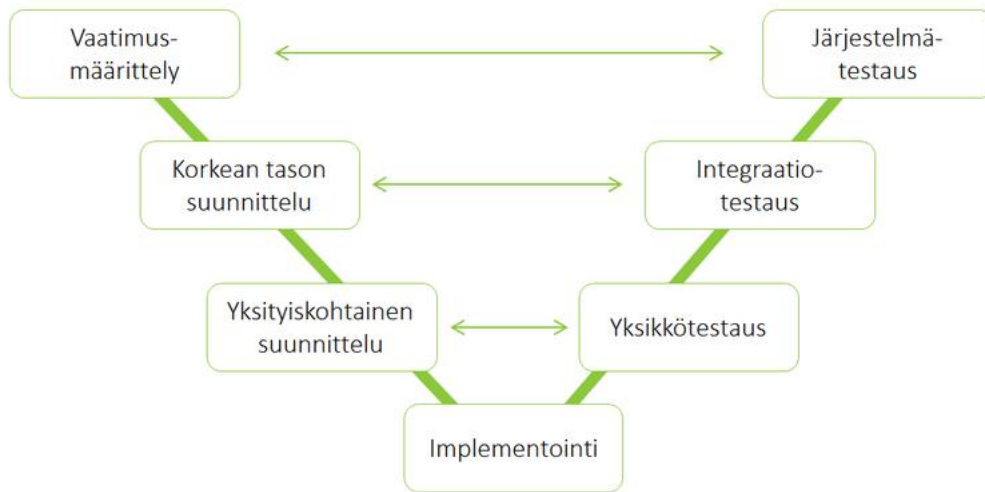 Vaatimus-
määrittely
Järjestelmä-
testaus
Korkean tason
suunnittelu
Integraatio-
testaus
Yksityiskohtainen
suunnittelu
Yksikkötestaus
Implementointi